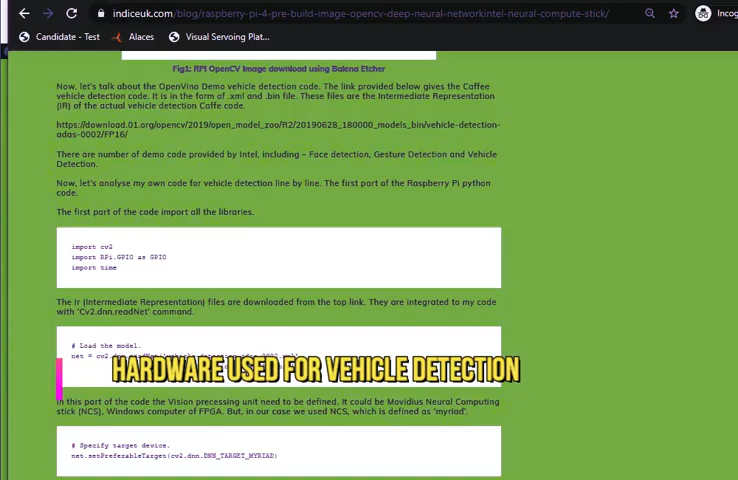 indiceuk.com/blog/raspberry-pi-4-pre-build-image-opencv-deep-neural-networkintel-neural-compute-stick/
Incog
Candidate - Test
Alaces
Visual Servoing Plat...
Fig1: RPI OpenCV Image download using Balena Etcher
Now, let's talk about the OpenVino Demo vehicle detection code. The link provided below gives the Caffee
vehicle detection code. It is in the form of .xml and .bin file. These files are the Intermediate Representation
(IR) of the actual vehicle detection Caffe code.
https://download.01.org/opencv/2019/open_model_zoo/R2/20190628_180000_models_bin/vehicle-detection-
adas-0002/FP16/
There are number of demo code provided by Intel, including – Face detection, Gesture Detection and Vehicle
Detection.
Now, let's analyse my own code for vehicle detection line by line. The first part of the Raspberry Pi python
code.
The first part of the code import all the libraries.
import cv2
import RPi.GPIO as GPIO
import time
The Ir (Intermediate Representation) files are downloaded from the top link. They are integrated to my code
with 'Cv2.dnn.readNet' command.
# Load the model.
net =
HARDWARE USED FOR VEHICLE DETECTION
In this part of the code the Vision precessing unit need to be defined. It could be Movidius Neural Computing
stick (NCS), Windows computer of FPGA. But, in our case we used NCS, which is defined as 'myriad'.
# Specify target device.
net.setPreferableTarget(cv2.dnn.DNN_TARGET_MYRIAD)